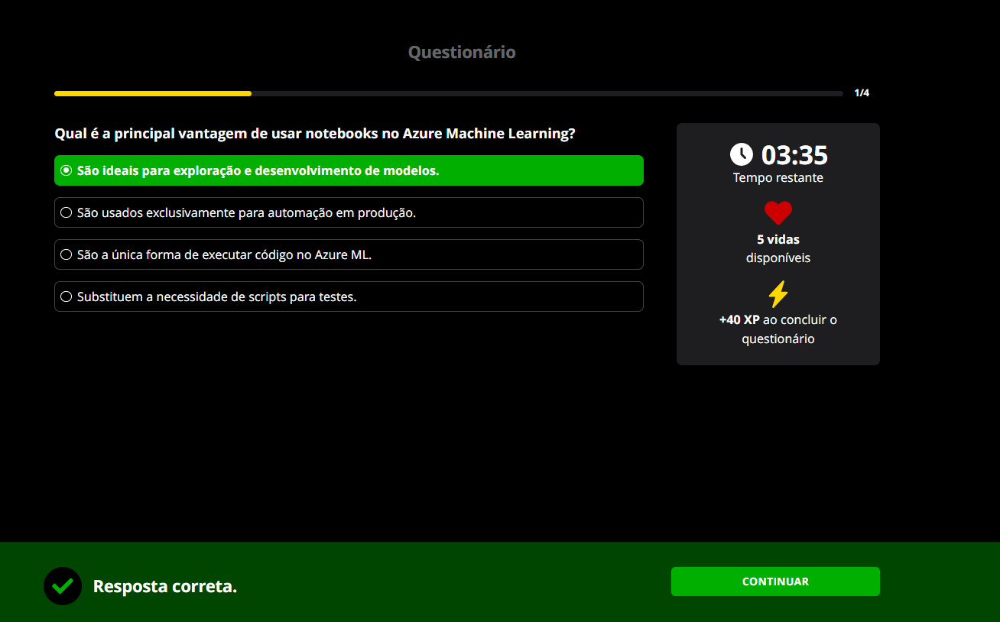 Questionário
1/4
Qual é a principal vantagem de usar notebooks no Azure Machine Learning?
São ideais para exploração e desenvolvimento de modelos.
São usados exclusivamente para automação em produção.
São a única forma de executar código no Azure ML.
Substituem a necessidade de scripts para testes.
03:35
Tempo restante
5 vidas
disponíveis
+40 XP ao concluir o
questionário
Resposta correta.
CONTINUAR